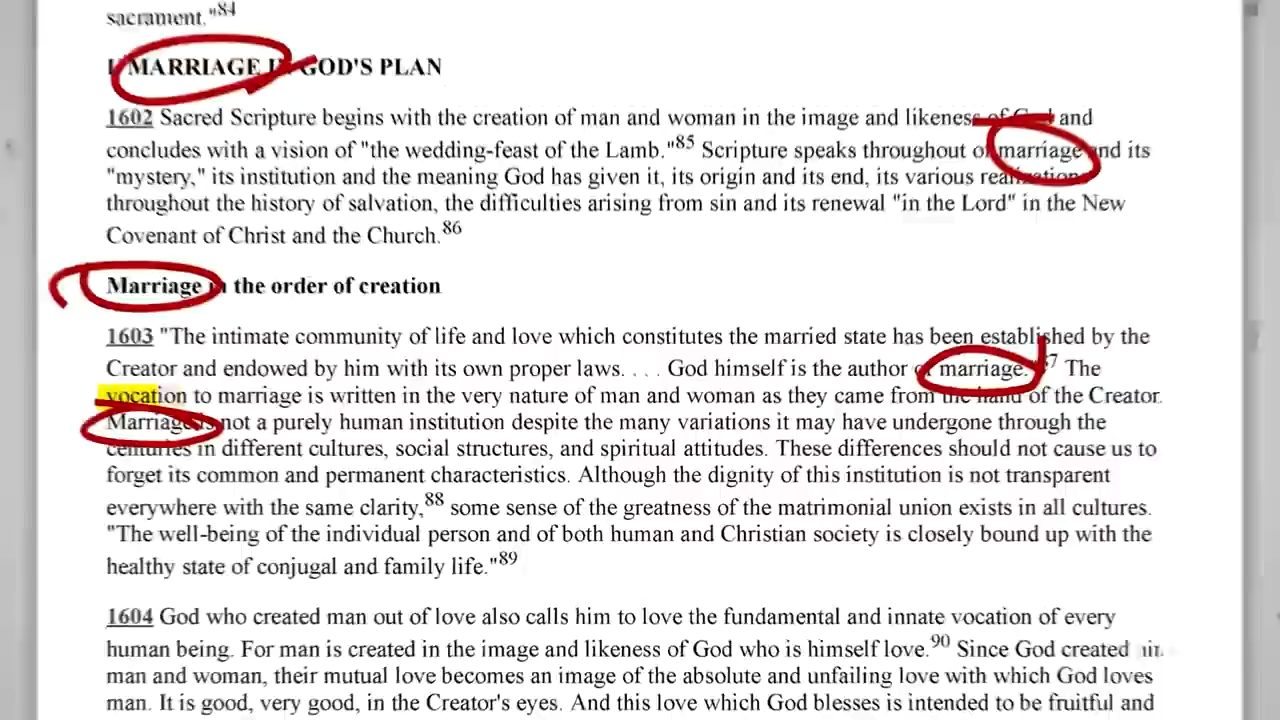 sacrament."84
I. MARRIAGE IN GOD'S PLAN
1602 Sacred Scripture begins with the creation of man and woman in the image and likeness of God and
concludes with a vision of "the wedding-feast of the Lamb."85 Scripture speaks throughout of marriage and its
"mystery," its institution and the meaning God has given it, its origin and its end, its various realizations
throughout the history of salvation, the difficulties arising from sin and its renewal "in the Lord" in the New
Covenant of Christ and the Church.86
Marriage in the order of creation
1603 "The intimate community of life and love which constitutes the married state has been established by the
Creator and endowed by him with its own proper laws. . . . God himself is the author of marriage."87 The
vocation to marriage is written in the very nature of man and woman as they came from the hand of the Creator.
Marriage is not a purely human institution despite the many variations it may have undergone through the
centuries in different cultures, social structures, and spiritual attitudes. These differences should not cause us to
forget its common and permanent characteristics. Although the dignity of this institution is not transparent
everywhere with the same clarity,88 some sense of the greatness of the matrimonial union exists in all cultures.
"The well-being of the individual person and of both human and Christian society is closely bound up with the
healthy state of conjugal and family life."89
1604 God who created man out of love also calls him to love the fundamental and innate vocation of every
human being. For man is created in the image and likeness of God who is himself love.90 Since God created him
man and woman, their mutual love becomes an image of the absolute and unfailing love with which God loves
man. It is good, very good, in the Creator's eyes. And this love which God blesses is intended to be fruitful and